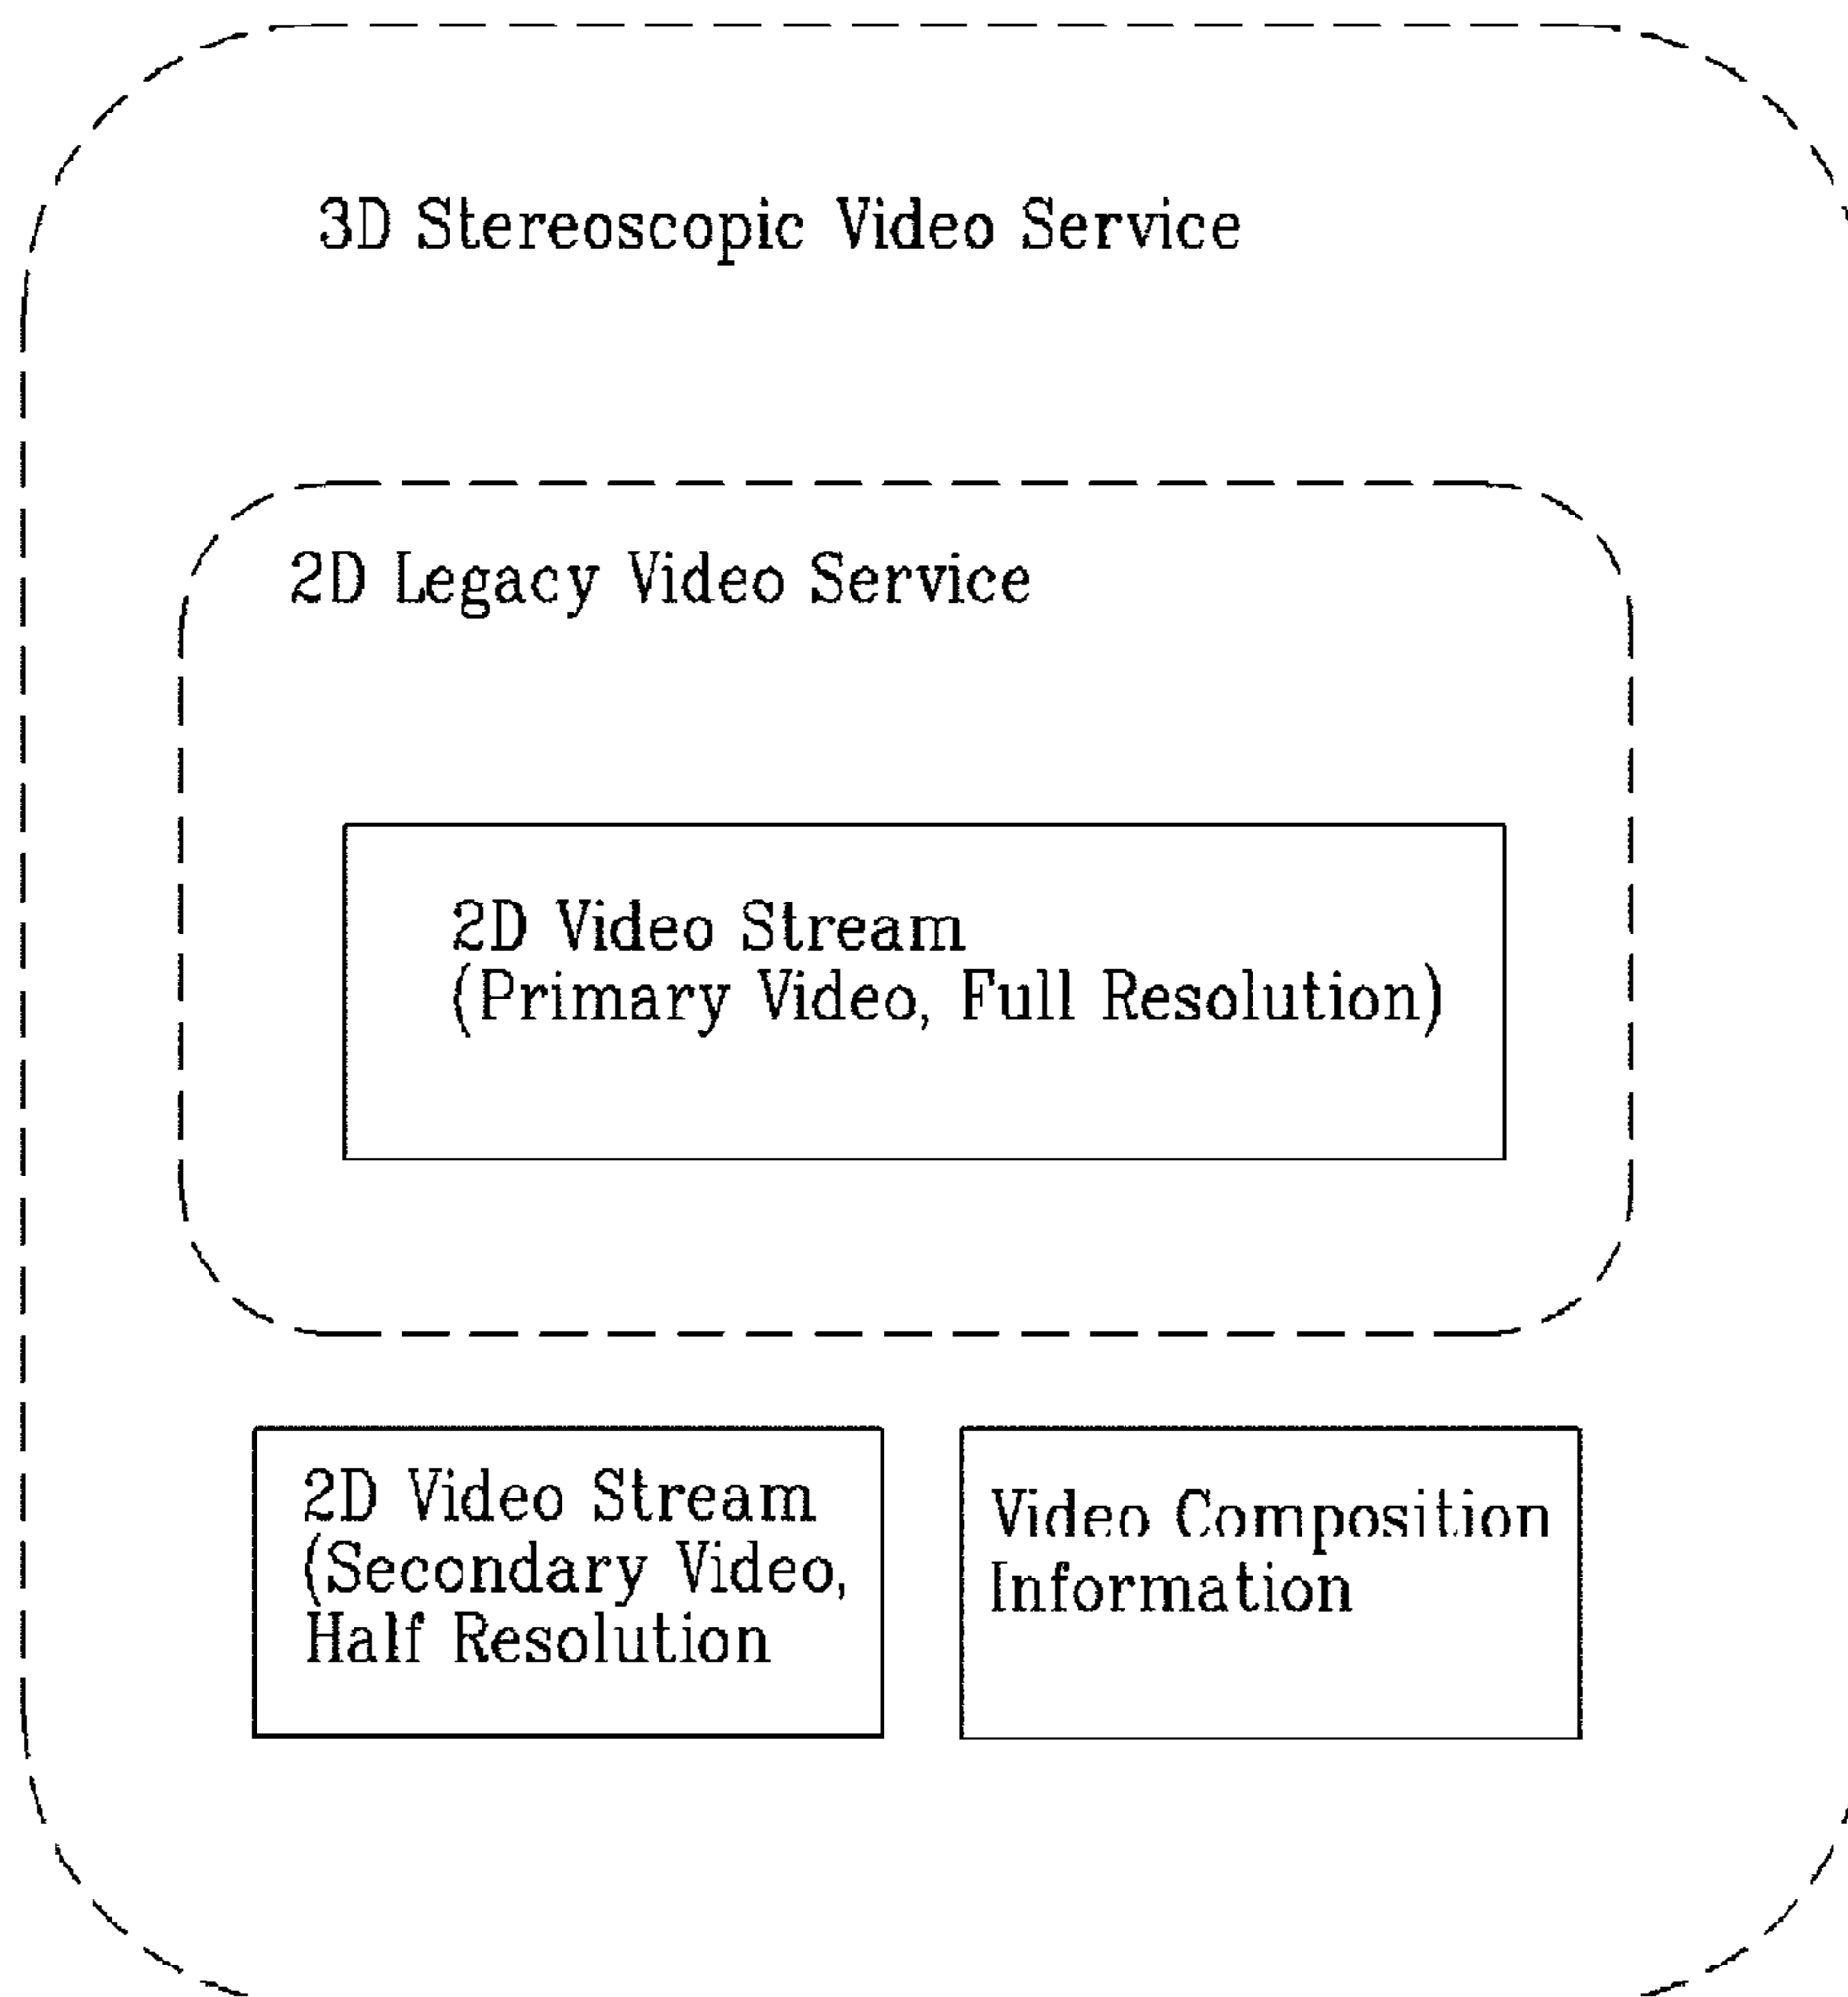 3D Stereoscopic Video Service
2D Legacy Video Service
2D Video Stream
(Primary Video, Full Resolution)
2D Video Stream
(Secondary Video,
Half Resolution
Video Composition
Information